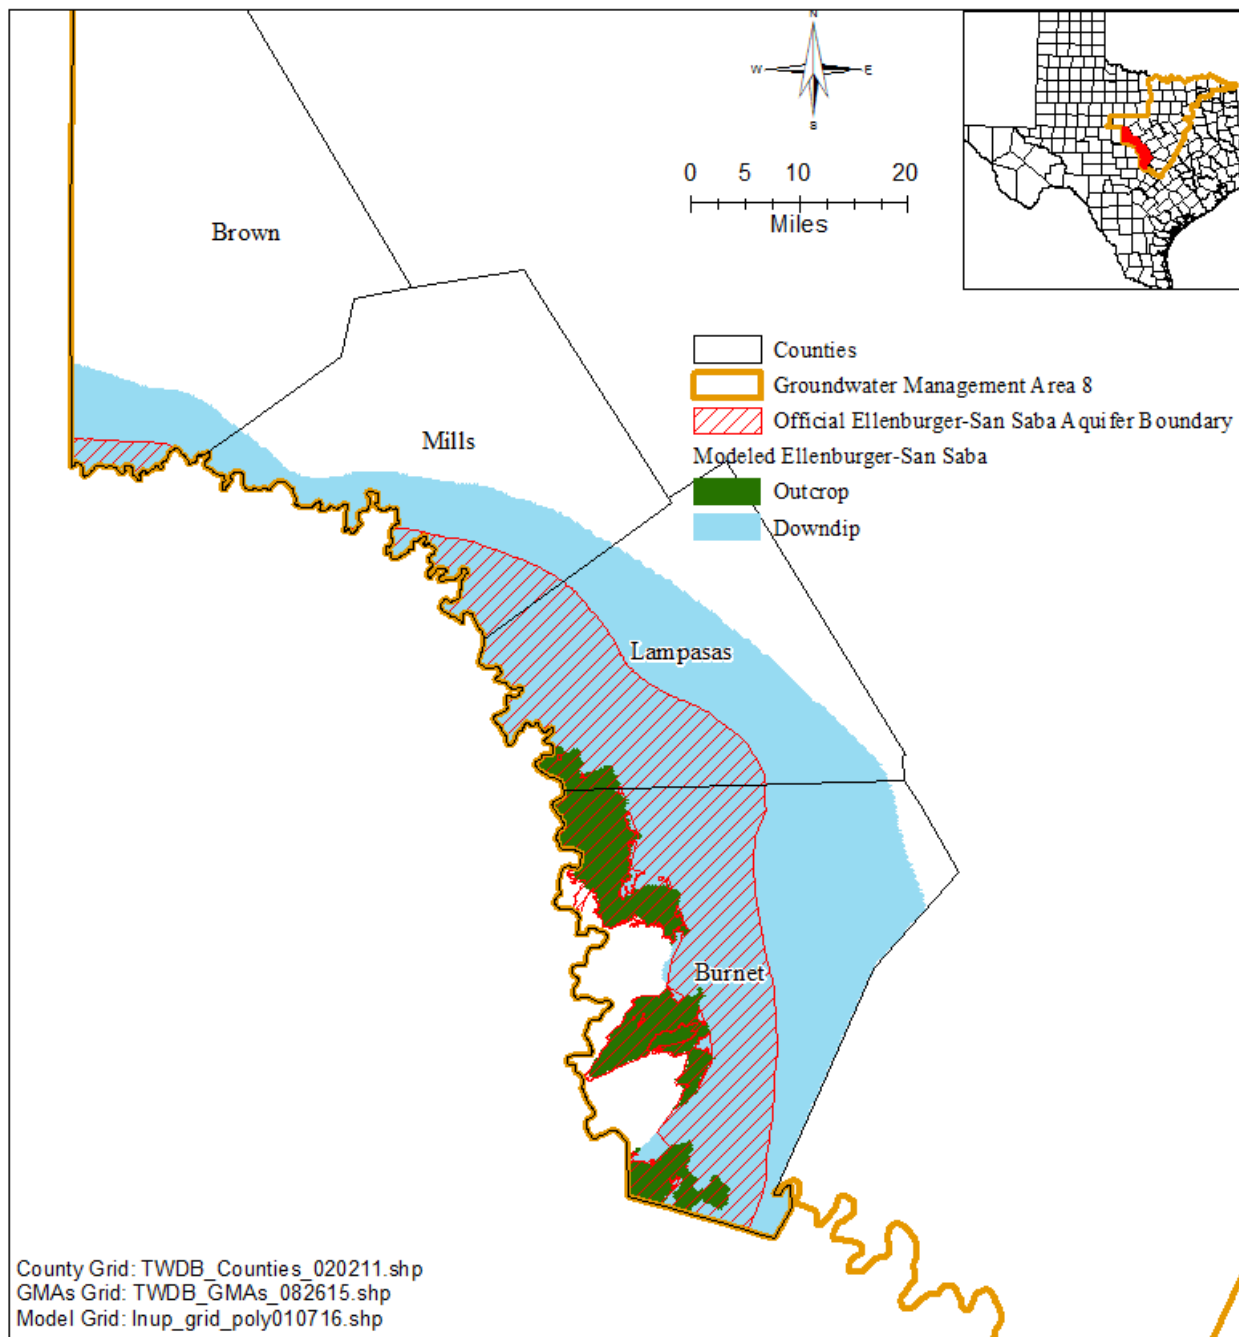 N
W E
S
0 5 10 20
Miles
Brown
Counties
Groundwater Management Area 8
Official Ellenburger-San Saba Aquifer Boundary
Mills
Modeled Ellenburger-San Saba
Outcrop
Downdip
Lampasas
Burnet
County Grid: TWDB_Counties_020211.shp
GMAs Grid: TWDB_GMAs_082615.shp
Model Grid: lnup_grid_poly010716.shp